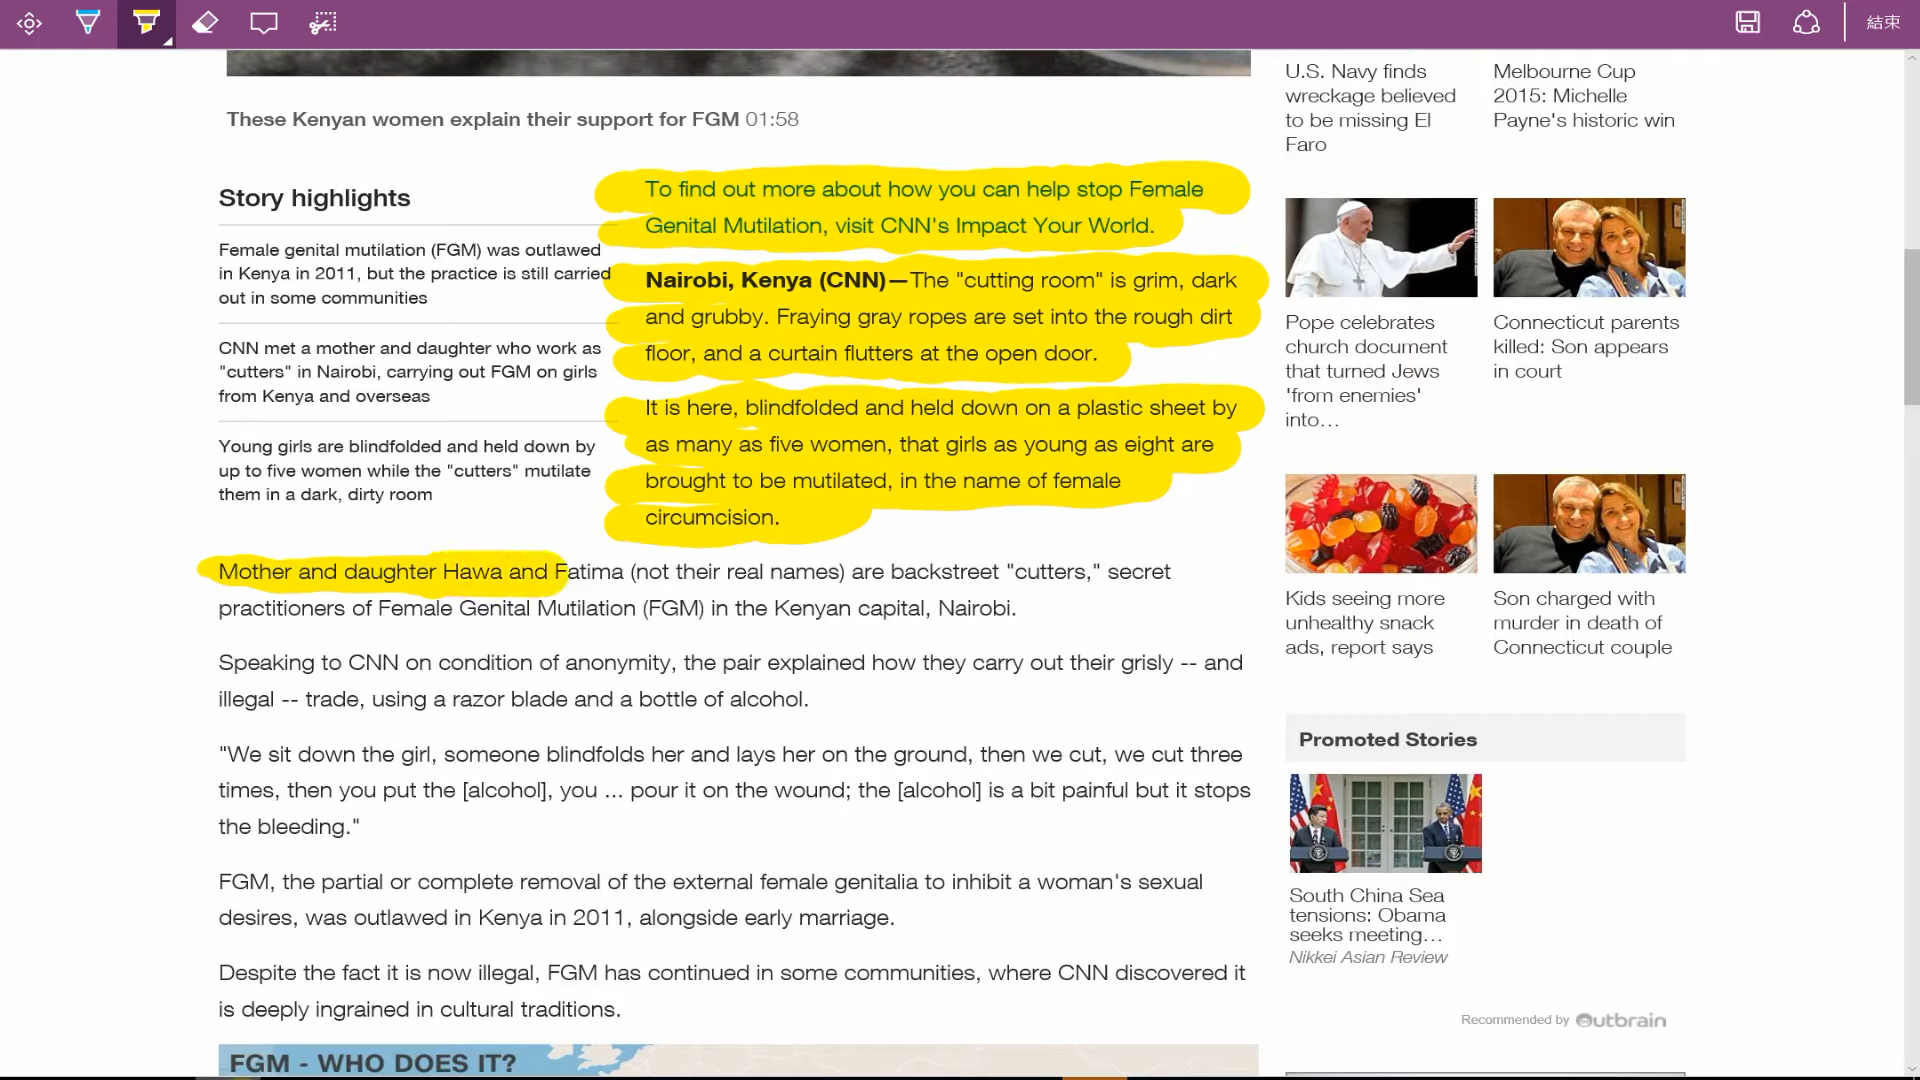 結束
These Kenyan women explain their support for FGM 01:58
Story highlights
Female genital mutilation (FGM) was outlawed
in Kenya in 2011, but the practice is still carried
out in some communities
CNN met a mother and daughter who work as
"cutters" in Nairobi, carrying out FGM on girls
from Kenya and overseas
Young girls are blindfolded and held down by
up to five women while the "cutters" mutilate
them in a dark, dirty room
To find out more about how you can help stop Female
Genital Mutilation, visit CNN's Impact Your World.
Nairobi, Kenya (CNN)—The "cutting room" is grim, dark
and grubby. Fraying gray ropes are set into the rough dirt
floor, and a curtain flutters at the open door.
It is here, blindfolded and held down on a plastic sheet by
as many as five women, that girls as young as eight are
brought to be mutilated, in the name of female
circumcision.
Mother and daughter Hawa and Fatima (not their real names) are backstreet "cutters," secret
practitioners of Female Genital Mutilation (FGM) in the Kenyan capital, Nairobi.
Speaking to CNN on condition of anonymity, the pair explained how they carry out their grisly -- and
illegal -- trade, using a razor blade and a bottle of alcohol.
"We sit down the girl, someone blindfolds her and lays her on the ground, then we cut, we cut three
times, then you put the [alcohol], you ... pour it on the wound; the [alcohol] is a bit painful but it stops
the bleeding."
FGM, the partial or complete removal of the external female genitalia to inhibit a woman's sexual
desires, was outlawed in Kenya in 2011, alongside early marriage.
Despite the fact it is now illegal, FGM has continued in some communities, where CNN discovered it
is deeply ingrained in cultural traditions.
FGM - WHO DOES IT?
U.S. Navy finds
wreckage believed
to be missing El
Faro
Melbourne Cup
2015: Michelle
Payne's historic win
Pope celebrates
church document
that turned Jews
'from enemies'
into…
Connecticut parents
killed: Son appears
in court
Kids seeing more
unhealthy snack
ads, report says
Son charged with
murder in death of
Connecticut couple
Promoted Stories
South China Sea
tensions: Obama
seeks meeting…
Nikkei Asian Review
Recommended by Outbrain